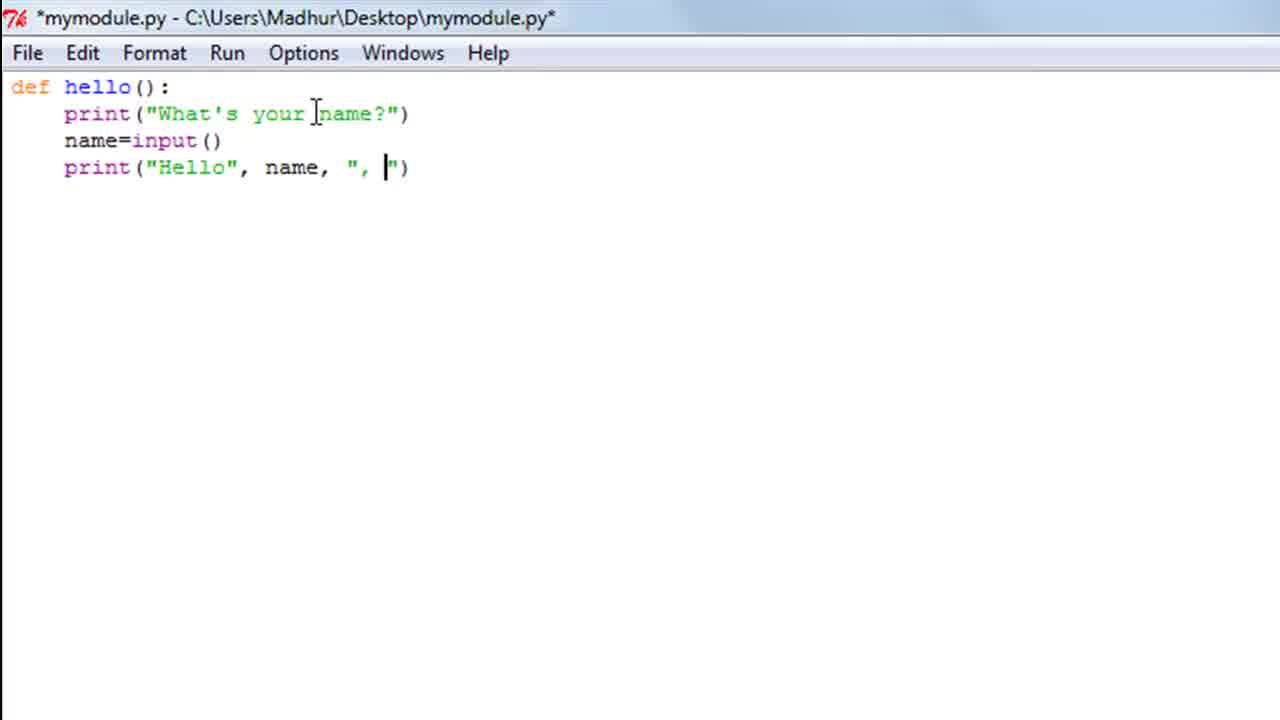 *mymodule.py - C:\Users\Madhur\Desktop\mymodule.py*
File Edit Format Run Options Windows Help
def hello():
    print("What's your name?")
    name=input()
    print("Hello", name, ", ")